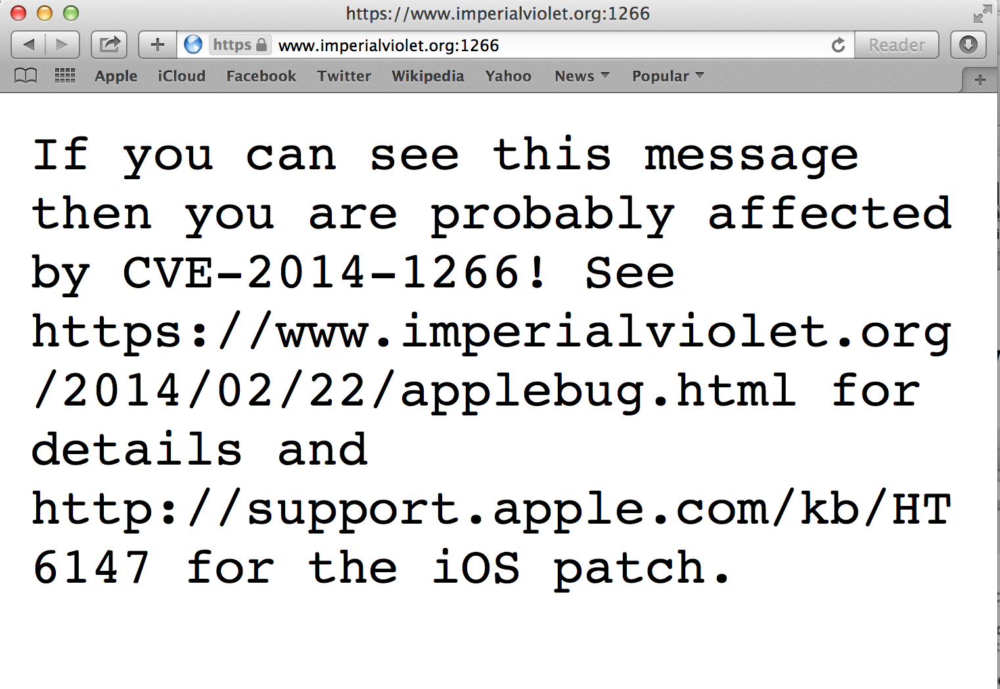 https://www.imperialviolet.org:1266
https www.imperialviolet.org:1266 Reader
Apple iCloud Facebook Twitter Wikipedia Yahoo News Popular
If you can see this message
then you are probably affected
by CVE-2014-1266! See
https://www.imperialviolet.org
/2014/02/22/applebug.html for
details and
http://support.apple.com/kb/HT
6147 for the iOS patch.